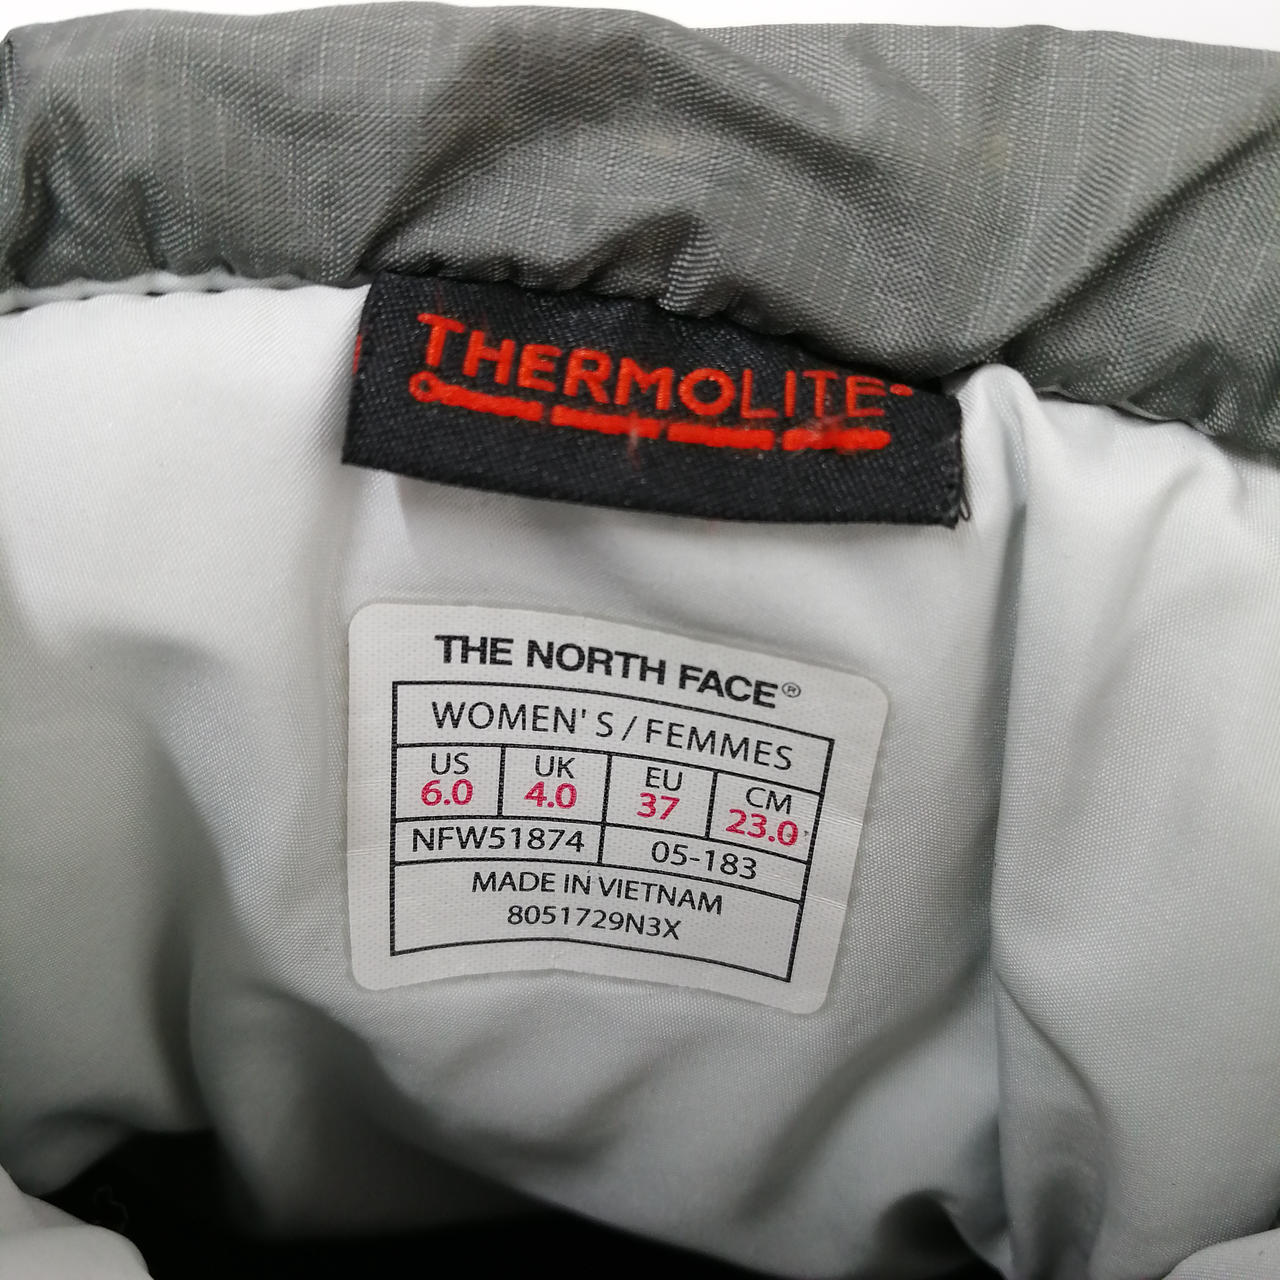 THERMOLITE
THE NORTH FACE®
WOMEN'S / FEMMES
US UK EU CM
6.0 4.0 37 23.0
NFW51874 05-183
MADE IN VIETNAM
8051729N3X